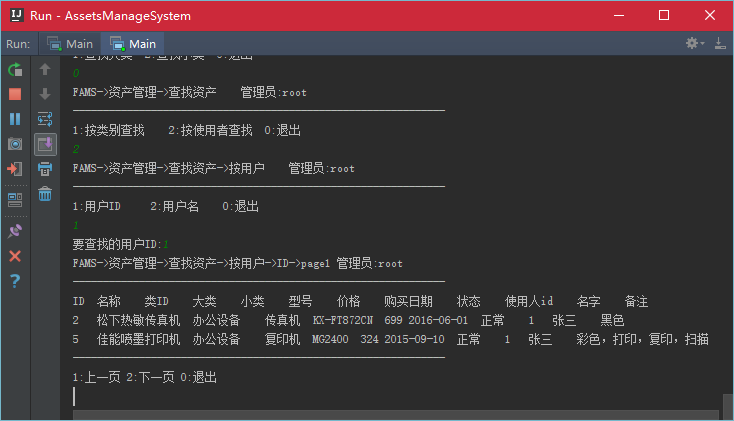 Run - AssetsManageSystem
Run: Main Main
1:查找大类 2:查找小类 0:退出
0
FAMS->资产管理->查找资产 管理员:root
1:按类别查找 2:按使用者查找 0:退出
2
FAMS->资产管理->查找资产->按用户 管理员:root
1:用户ID 2:用户名 0:退出
1
要查找的用户ID:1
FAMS->资产管理->查找资产->按用户->ID->page1 管理员:root
ID 名称 类ID 大类 小类 型号 价格 购买日期 状态 使用人id 名字 备注
2 松下热敏传真机 办公设备 传真机 KX-FT872CN 699 2016-06-01 正常 1 张三 黑色
5 佳能喷墨打印机 办公设备 复印机 MG2400 324 2015-09-10 正常 1 张三 彩色,打印,复印,扫描
1:上一页 2:下一页 0:退出